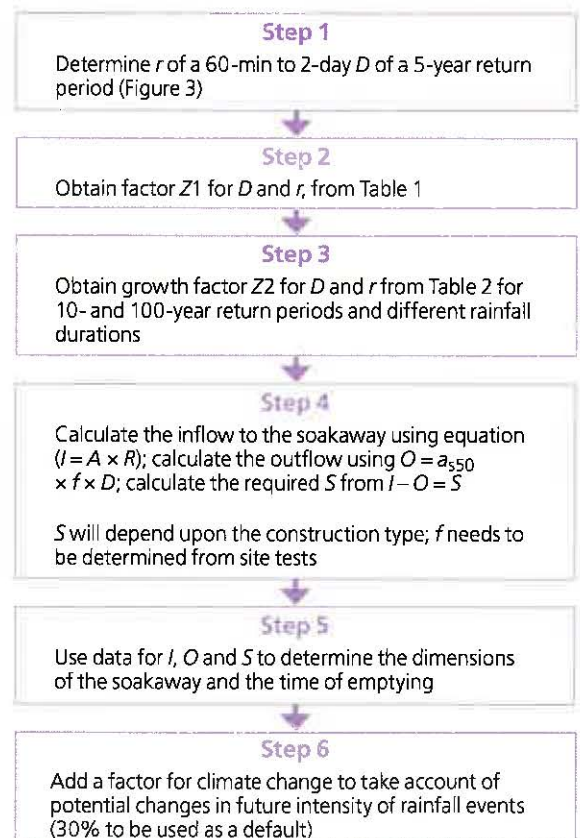 Step 1
Determine r of a 60-min to 2-day D of a 5-year return
period (Figure 3)
Step 2
Obtain factor Z1 for D and r, from Table 1
Step 3
Obtain growth factor Z2 for D and r from Table 2 for
10- and 100-year return periods and different rainfall
durations
Step 4
Calculate the inflow to the soakaway using equation
(I = A × R); calculate the outflow using O = a_s50
× f × D; calculate the required S from I – O = S
S will depend upon the construction type; f needs to
be determined from site tests
Step 5
Use data for I, O and S to determine the dimensions
of the soakaway and the time of emptying
Step 6
Add a factor for climate change to take account of
potential changes in future intensity of rainfall events
(30% to be used as a default)